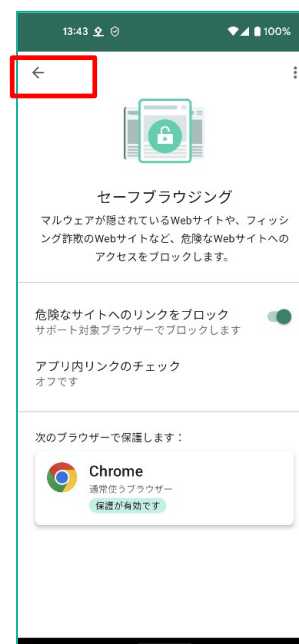 13:43
100%
セーフブラウジング
マルウェアが隠されているWebサイトや、フィッシ
ング詐欺のWebサイトなど、危険なWebサイトへの
アクセスをブロックします。
危険なサイトへのリンクをブロック
サポート対象ブラウザーでブロックします
アプリ内リンクのチェック
オフです
次のブラウザーで保護します：
Chrome
通常使うブラウザー
保護が有効です